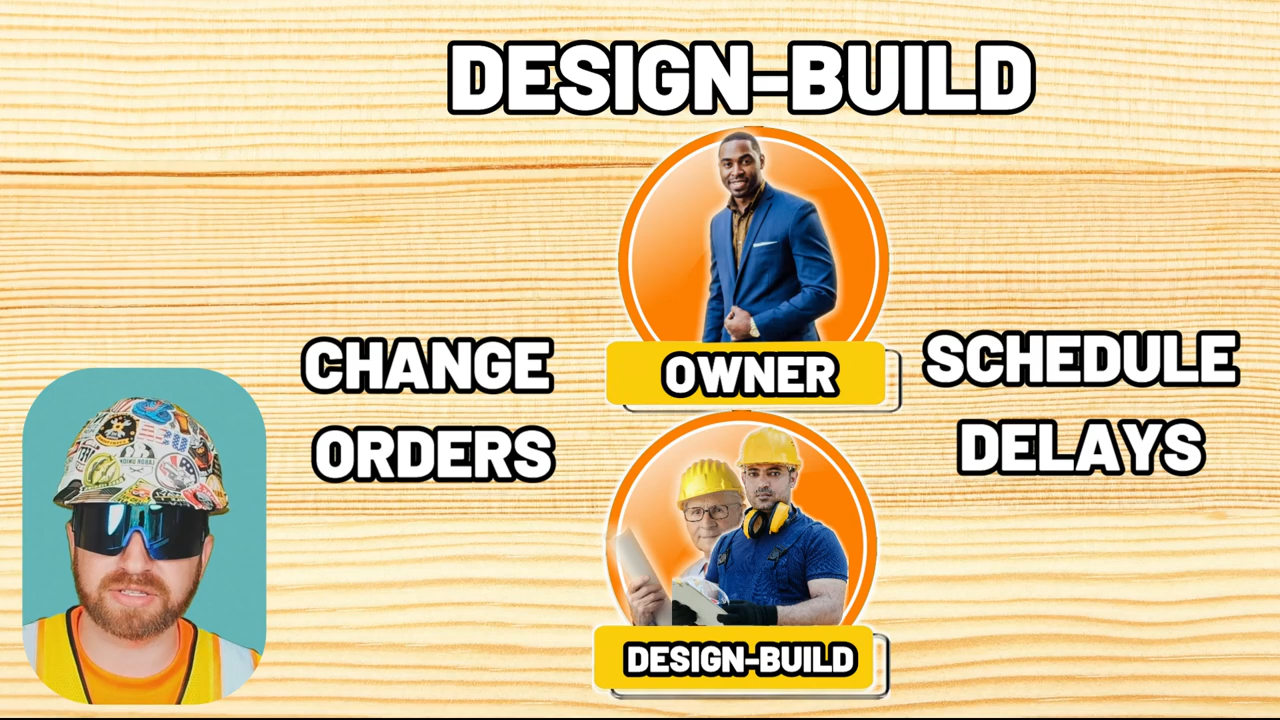 DESIGN-BUILD
CHANGE
ORDERS
OWNER
SCHEDULE
DELAYS
DESIGN-BUILD